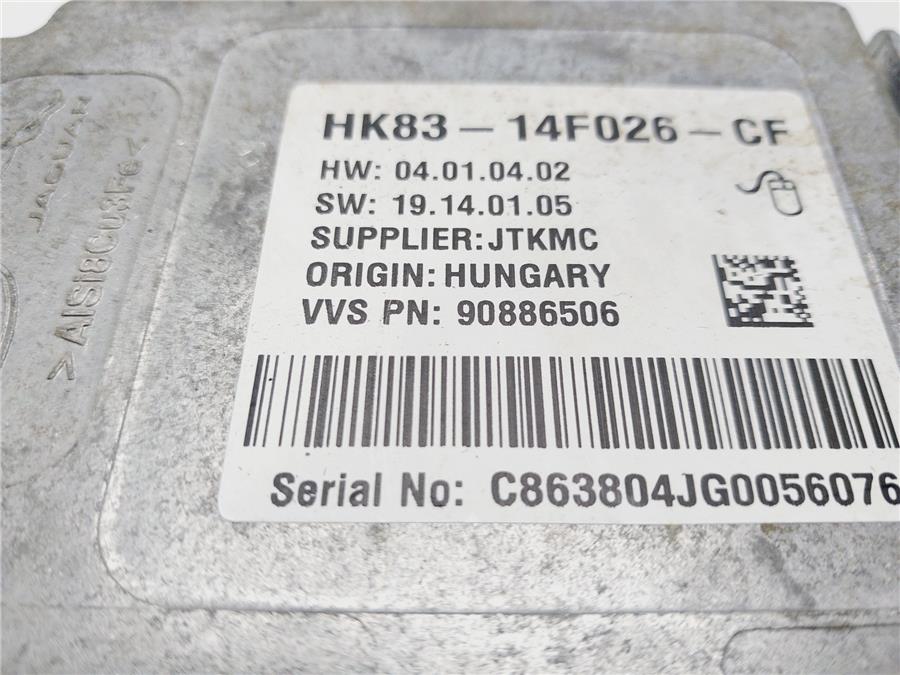 HK83 - 14F026 - CF
HW: 04.01.04.02
SW: 19.14.01.05
SUPPLIER: JTKMC
ORIGIN: HUNGARY
VVS PN: 90886506
Serial No: C863804JG0056076
JAGUAR
>AlSi8Cu3Fe<